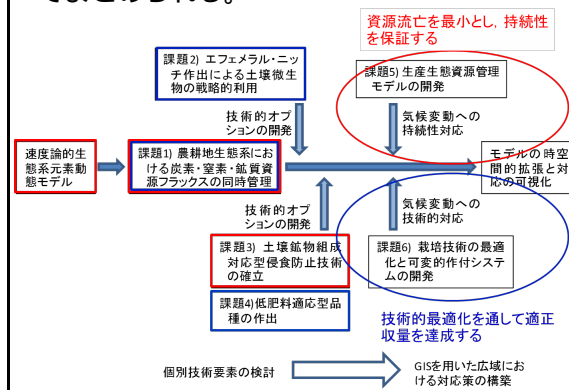 てまとめられる。
資源流亡を最小とし, 持続性
を保証する
課題2) エフェメラル・ニッ
チ作出による土壌微生
物の戦略的利用
課題5) 生産生態資源管理
モデルの開発
技術的オプ
ションの開発
気候変動への
持続性対応
速度論的生
態系元素動
態モデル
課題1) 農耕地生態系にお
ける炭素・窒素・鉱質資
源フラックスの同時管理
モデルの時空
間的拡張と対
応の可視化
技術的オプ
ションの開発
気候変動への
技術的対応
課題3) 土壌鉱物組成
対応型侵食防止技術
の確立
課題6) 栽培技術の最適
化と可変的作付システ
ムの開発
課題4)低肥料適応型品
種の作出
技術的最適化を通して適正
収量を達成する
個別技術要素の検討
GISを用いた広域にお
ける対応策の構築